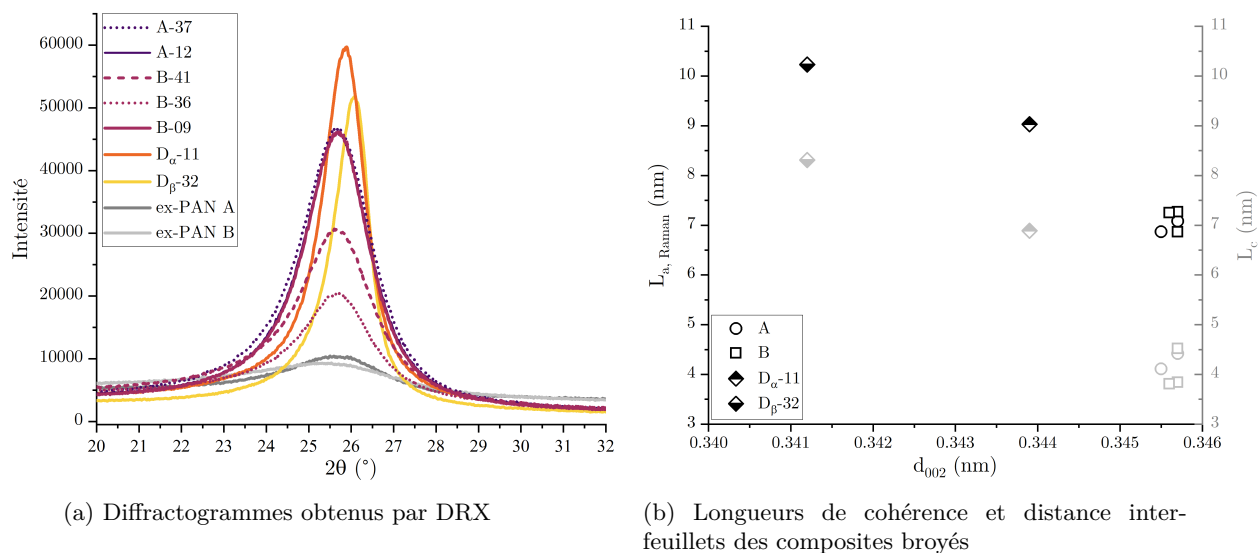 A-37
A-12
B-41
B-36
B-09
Dα-11
Dβ-32
ex-PAN A
ex-PAN B
60000
50000
40000
30000
20000
10000
0
Intensité
20 21 22 23 24 25 26 27 28 29 30 31 32
2θ (°)
(a) Diffractogrammes obtenus par DRX
11
10
9
8
7
6
5
4
3
La, Raman (nm)
A
B
Dα-11
Dβ-32
0.340 0.341 0.342 0.343 0.344 0.345 0.346
d002 (nm)
11
10
9
8
7
6
5
4
3
Lc (nm)
(b) Longueurs de cohérence et distance inter-
feuillets des composites broyés